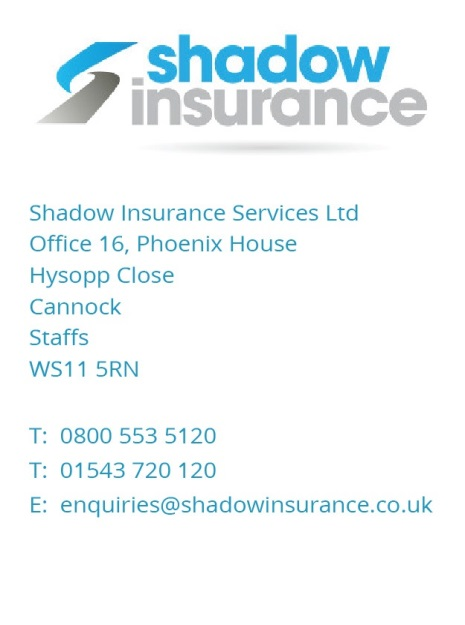 shadow
insurance
Shadow Insurance Services Ltd
Office 16, Phoenix House
Hysopp Close
Cannock
Staffs
WS11 5RN
T: 0800 553 5120
T: 01543 720 120
E: enquiries@shadowinsurance.co.uk